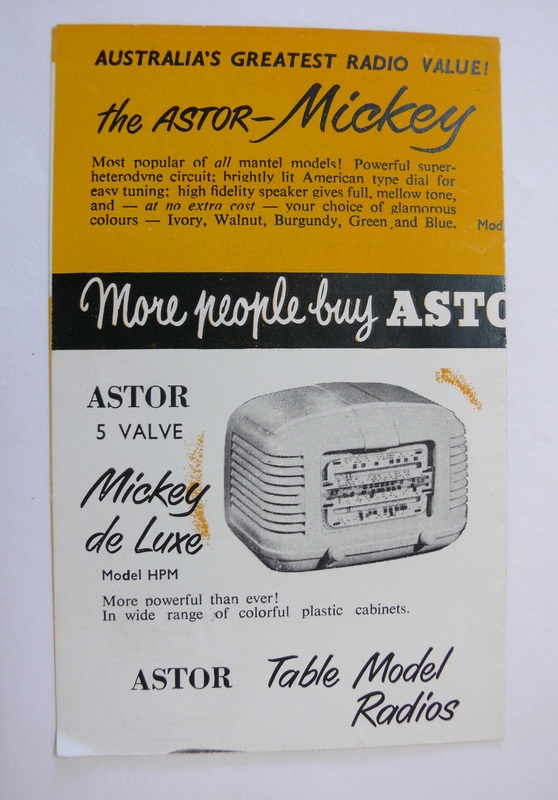 AUSTRALIA'S GREATEST RADIO VALUE!
the ASTOR—Mickey
Most popular of all mantel models! Powerful super-
heterodyne circuit; brightly lit American type dial for
easy tuning; high fidelity speaker gives full, mellow tone,
and — at no extra cost — your choice of glamorous
colours — Ivory, Walnut, Burgundy, Green and Blue.
Mod
More people buy ASTO
ASTOR
5 VALVE
Mickey
de Luxe
Model HPM
More powerful than ever!
In wide range of colorful plastic cabinets.
ASTOR Table Model
Radios